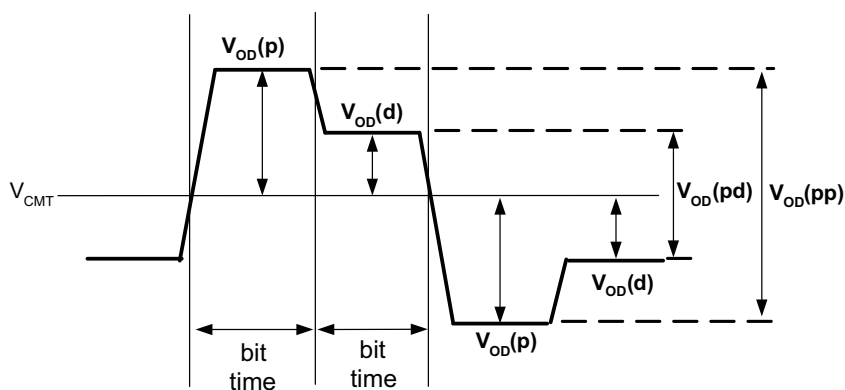 V_OD(p)
V_OD(d)
V_CMT
V_OD(pd)
V_OD(pp)
V_OD(d)
V_OD(p)
bit
time
bit
time